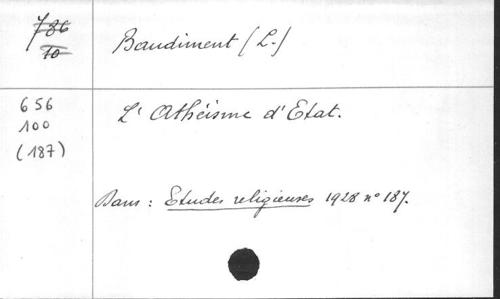 786
10
Baudiment (L.)
656
100
(187)
L'Athéisme d'Etat.
Dans : Etudes religieuses 1928 n° 187.